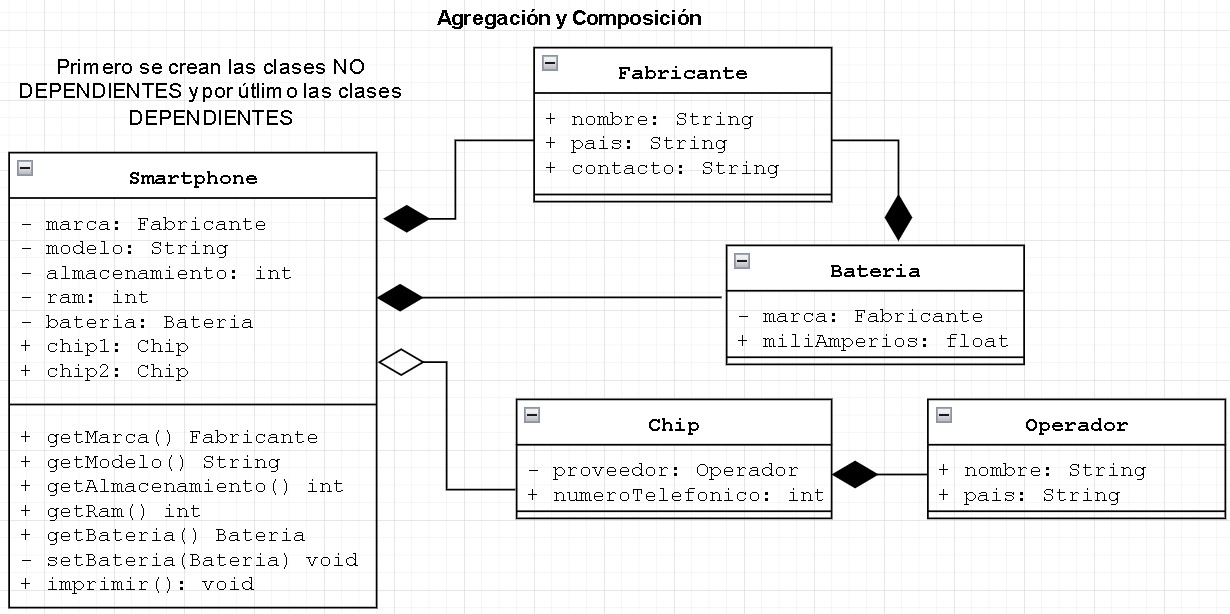 Agregación y Composición
Primero se crean las clases NO
DEPENDIENTES y por útlimo las clases
DEPENDIENTES
Fabricante
+ nombre: String
+ pais: String
+ contacto: String
Smartphone
- marca: Fabricante
- modelo: String
- almacenamiento: int
- ram: int
- bateria: Bateria
+ chip1: Chip
+ chip2: Chip
+ getMarca() Fabricante
+ getModelo() String
+ getAlmacenamiento() int
+ getRam() int
+ getBateria() Bateria
- setBateria(Bateria) void
+ imprimir(): void
Bateria
- marca: Fabricante
+ miliAmperios: float
Chip
- proveedor: Operador
+ numeroTelefonico: int
Operador
+ nombre: String
+ pais: String